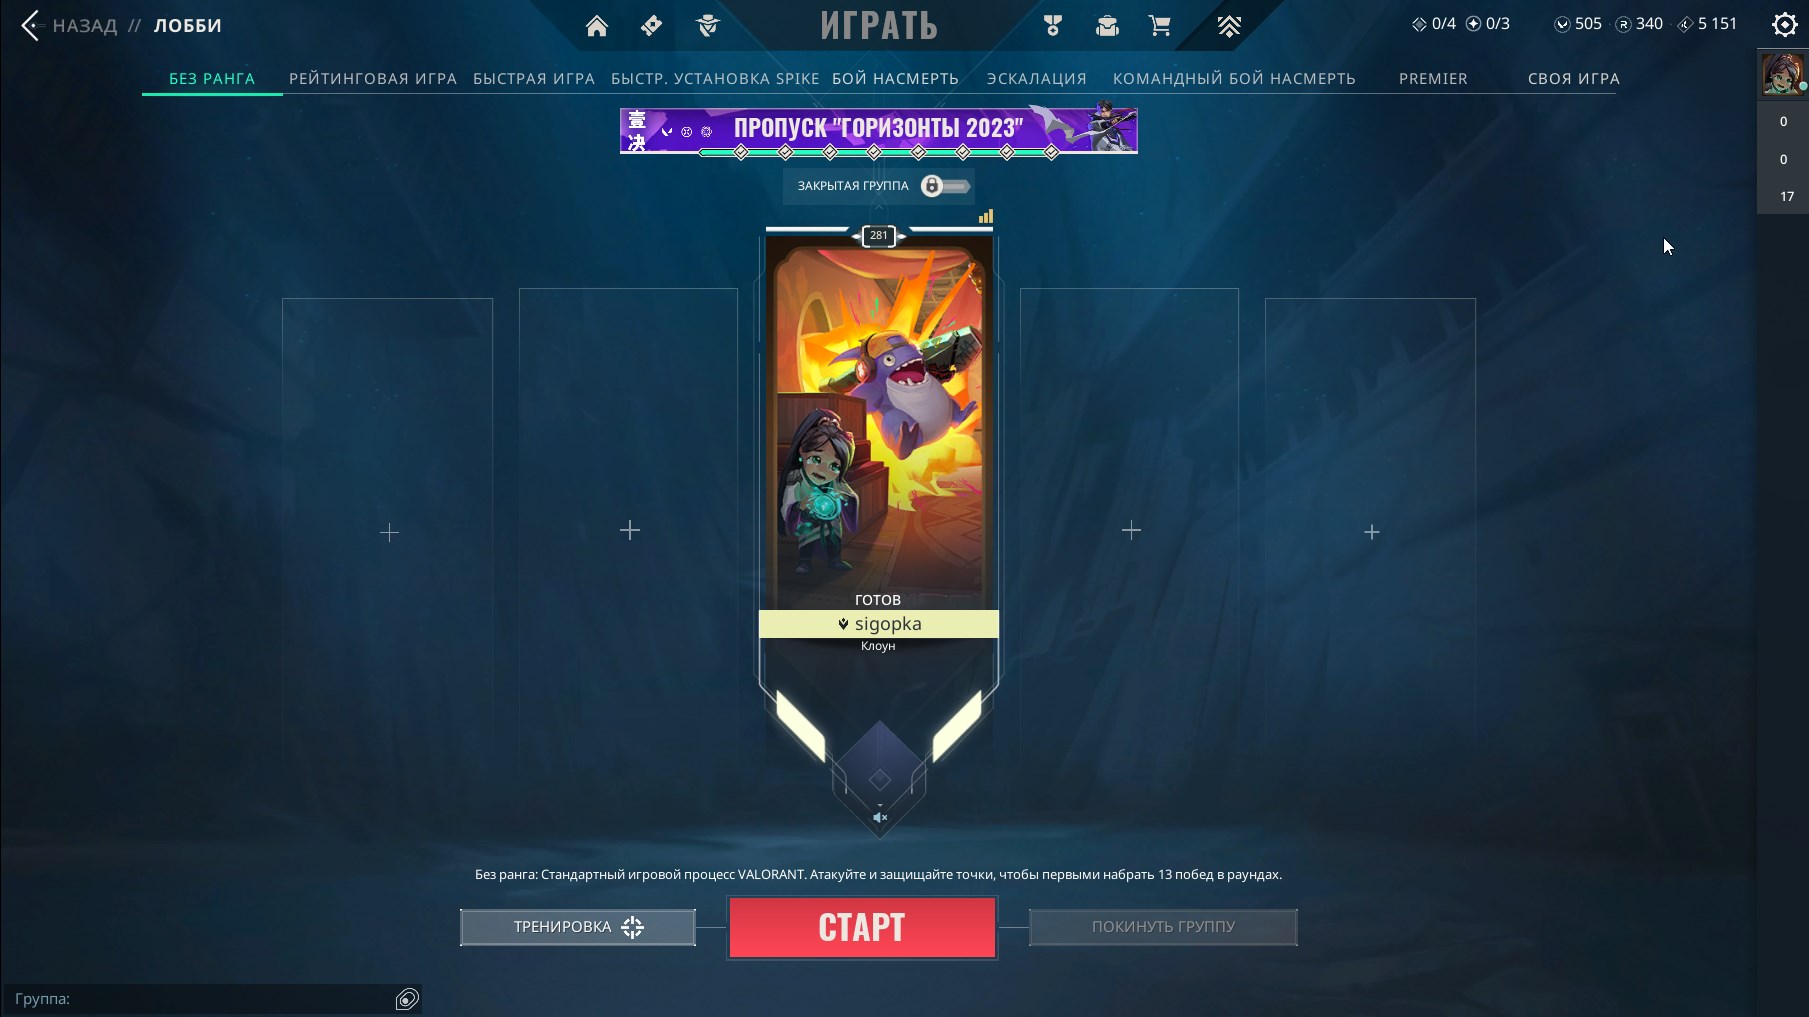 НАЗАД // ЛОББИ
ИГРАТЬ
0/4 0/3 505 R 340 5 151
БЕЗ РАНГА РЕЙТИНГОВАЯ ИГРА БЫСТРАЯ ИГРА БЫСТР. УСТАНОВКА SPIKE БОЙ НАСМЕРТЬ ЭСКАЛАЦИЯ КОМАНДНЫЙ БОЙ НАСМЕРТЬ PREMIER СВОЯ ИГРА
壹决
ПРОПУСК "ГОРИЗОНТЫ 2023"
0
0
17
ЗАКРЫТАЯ ГРУППА
281
ГОТОВ
sigopka
Клоун
Без ранга: Стандартный игровой процесс VALORANT. Атакуйте и защищайте точки, чтобы первыми набрать 13 побед в раундах.
ТРЕНИРОВКА СТАРТ ПОКИНУТЬ ГРУППУ
Группа: